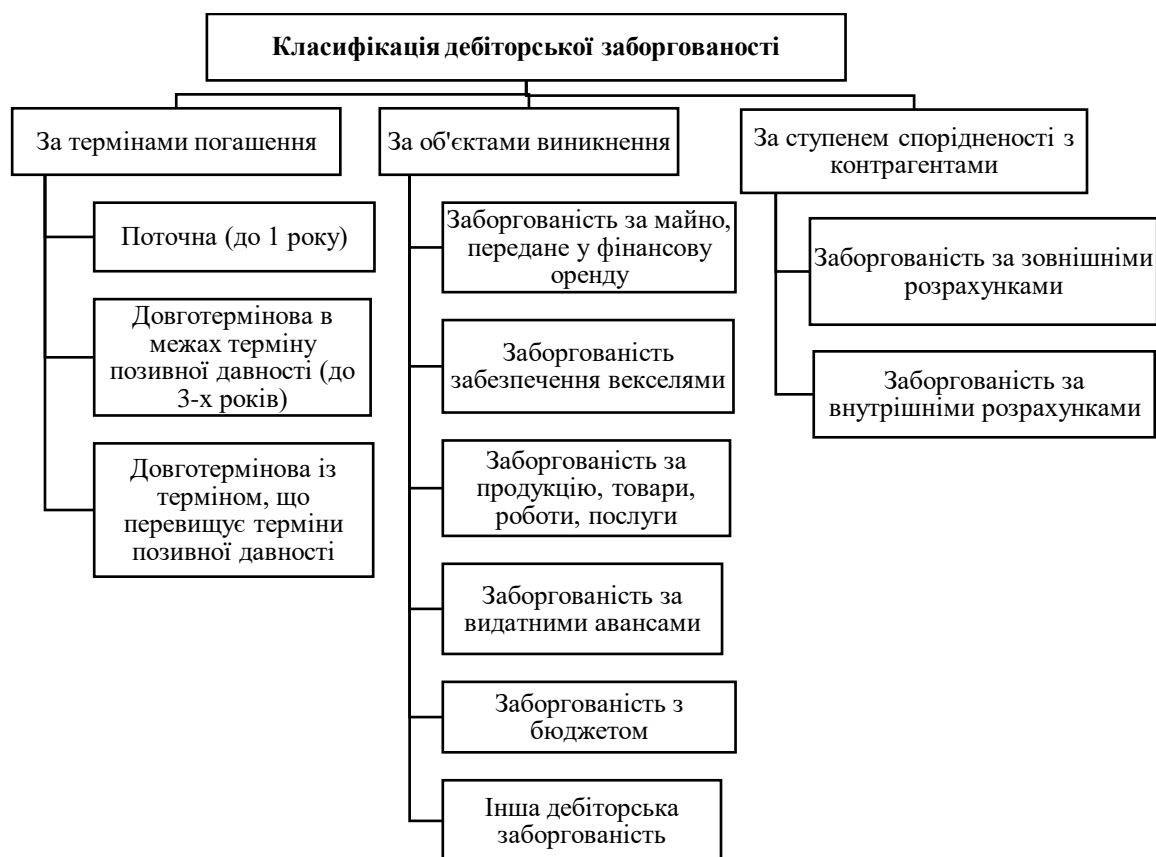 Класифікація дебіторської заборгованості
За термінами погашення
Поточна (до 1 року)
Довготермінова в
межах терміну
позивної давності (до
3-х років)
Довготермінова із
терміном, що
перевищує терміни
позивної давності
За об'єктами виникнення
Заборгованість за майно,
передане у фінансову
оренду
Заборгованість
забезпечення векселями
Заборгованість за
продукцію, товари,
роботи, послуги
Заборгованість за
видатними авансами
Заборгованість з
бюджетом
Інша дебіторська
заборгованість
За ступенем спорідненості з
контрагентами
Заборгованість за зовнішніми
розрахунками
Заборгованість за
внутрішніми розрахунками